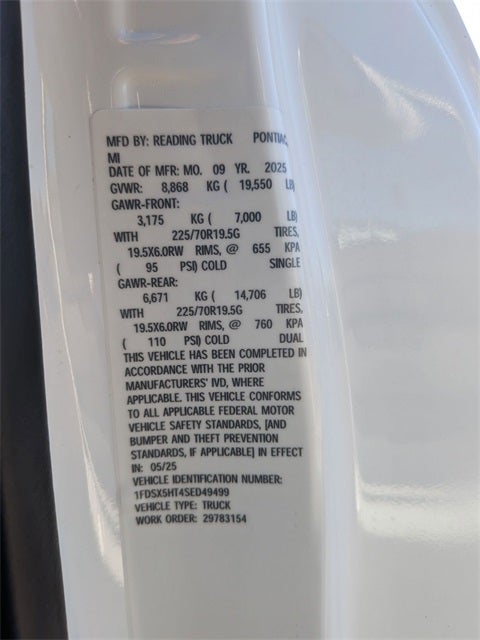 MFD BY: READING TRUCK PONTIAC,
MI
DATE OF MFR: MO. 09 YR. 2025
GVWR: 8,868 KG ( 19,550 LB)
GAWR-FRONT:
3,175 KG ( 7,000 LB)
WITH 225/70R19.5G TIRES,
19.5X6.0RW RIMS, @ 655 KPA
( 95 PSI) COLD SINGLE
GAWR-REAR:
6,671 KG ( 14,706 LB)
WITH 225/70R19.5G TIRES,
19.5X6.0RW RIMS, @ 760 KPA
( 110 PSI) COLD DUAL
THIS VEHICLE HAS BEEN COMPLETED IN
ACCORDANCE WITH THE PRIOR
MANUFACTURERS' IVD, WHERE
APPLICABLE. THIS VEHICLE CONFORMS
TO ALL APPLICABLE FEDERAL MOTOR
VEHICLE SAFETY STANDARDS, [AND
BUMPER AND THEFT PREVENTION
STANDARDS, IF APPLICABLE] IN EFFECT
IN: 05/25
VEHICLE IDENTIFICATION NUMBER:
1FDSX5HT4SED49499
VEHICLE TYPE: TRUCK
WORK ORDER: 29783154